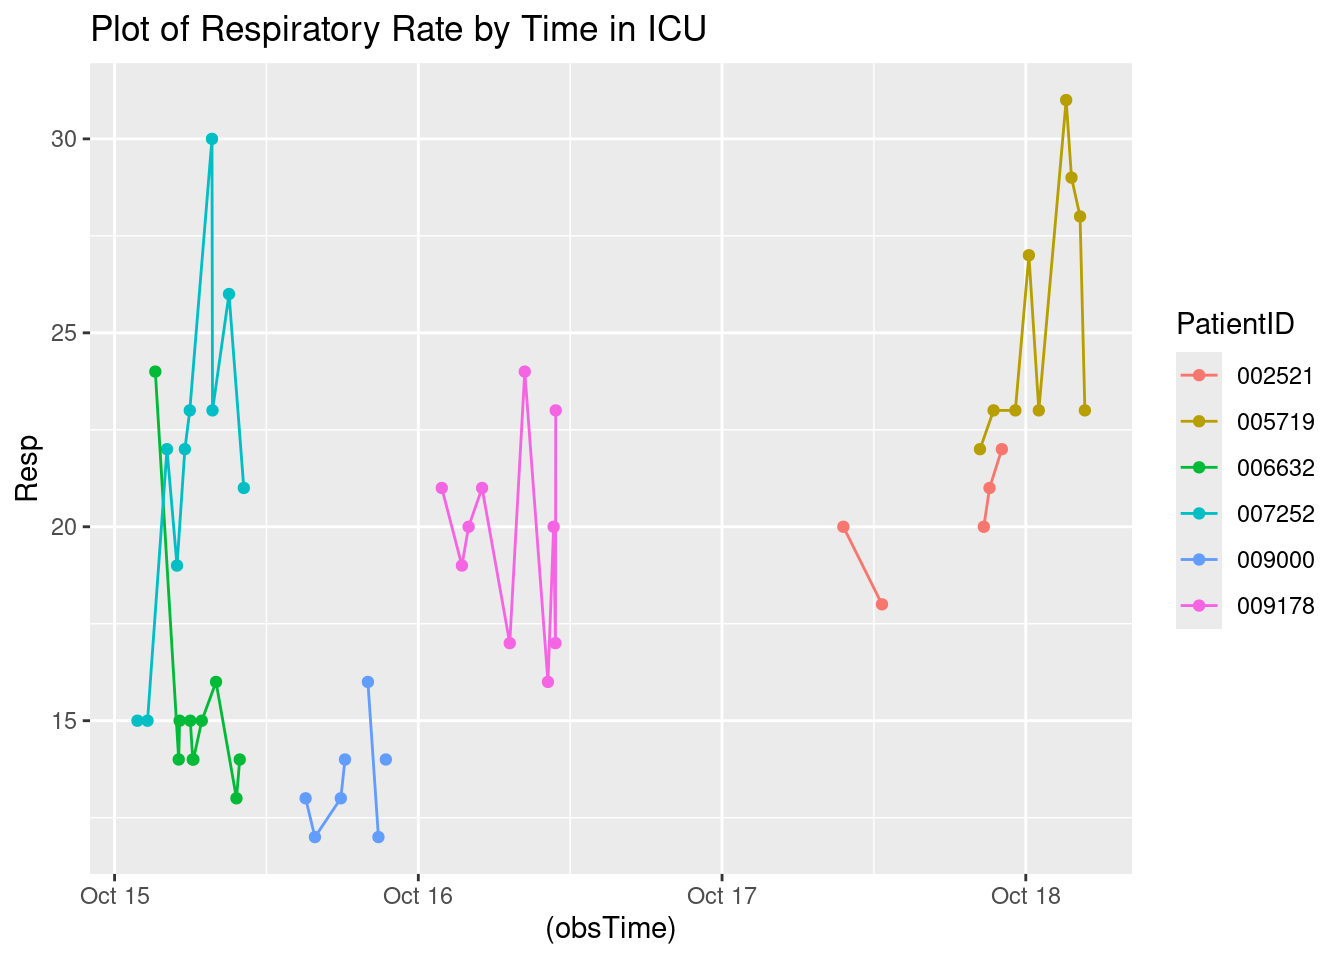 Plot of Respiratory Rate by Time in ICU
30
25
20
15
Resp
Oct 15
Oct 16
Oct 17
Oct 18
(obsTime)
PatientID
002521
005719
006632
007252
009000
009178